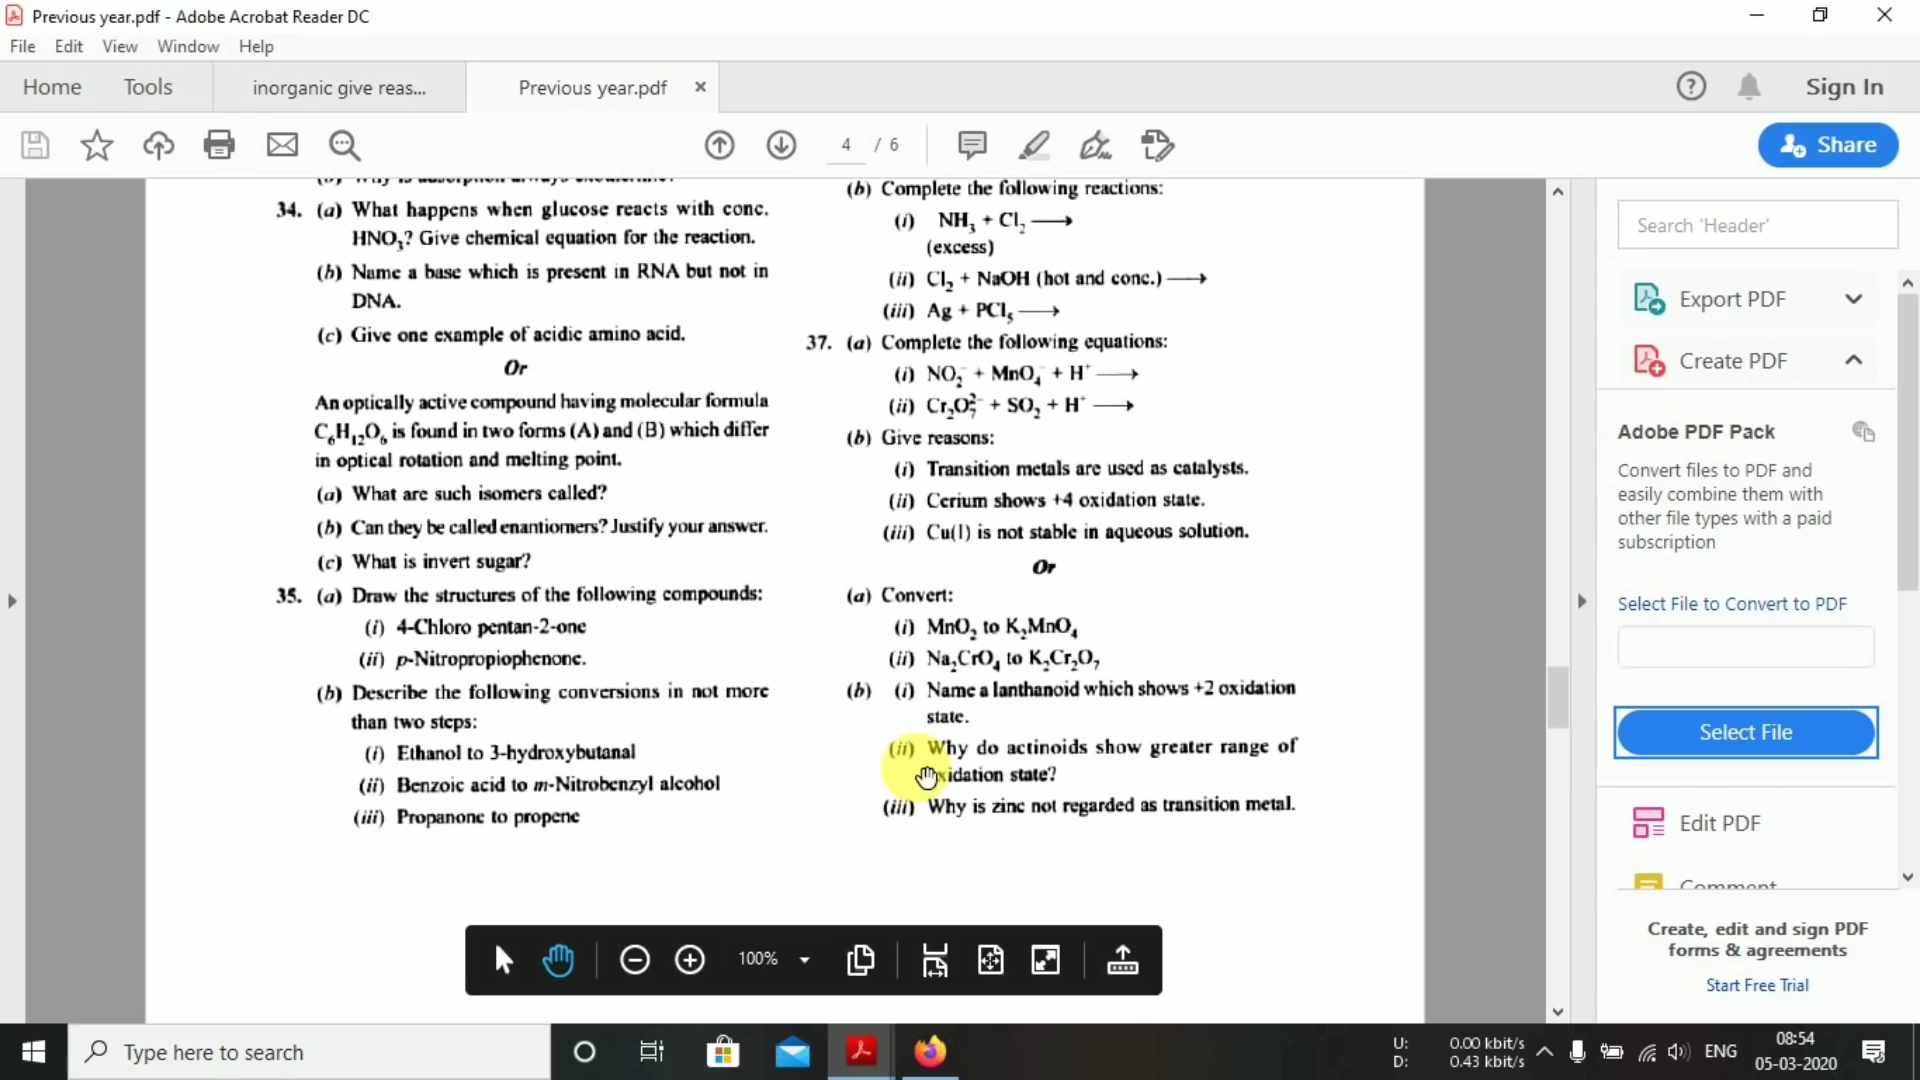 Previous year.pdf - Adobe Acrobat Reader DC
File Edit View Window Help
Home Tools inorganic give reas... Previous year.pdf × Sign In
4 / 6 Share
34. (a) What happens when glucose reacts with conc.
HNO₃? Give chemical equation for the reaction.
(b) Name a base which is present in RNA but not in
DNA.
(c) Give one example of acidic amino acid.
Or
An optically active compound having molecular formula
C₆H₁₂O₆ is found in two forms (A) and (B) which differ
in optical rotation and melting point.
(a) What are such isomers called?
(b) Can they be called enantiomers? Justify your answer.
(c) What is invert sugar?
35. (a) Draw the structures of the following compounds:
(i) 4-Chloro pentan-2-one
(ii) p-Nitropropiophenone.
(b) Describe the following conversions in not more
than two steps:
(i) Ethanol to 3-hydroxybutanal
(ii) Benzoic acid to m-Nitrobenzyl alcohol
(iii) Propanone to propene
(b) Complete the following reactions:
(i) NH₃ + Cl₂ ⟶
(excess)
(ii) Cl₂ + NaOH (hot and conc.) ⟶
(iii) Ag + PCl₅ ⟶
37. (a) Complete the following equations:
(i) NO₂⁻ + MnO₄⁻ + H⁺ ⟶
(ii) Cr₂O₇²⁻ + SO₂ + H⁺ ⟶
(b) Give reasons:
(i) Transition metals are used as catalysts.
(ii) Cerium shows +4 oxidation state.
(iii) Cu(I) is not stable in aqueous solution.
Or
(a) Convert:
(i) MnO₂ to K₂MnO₄
(ii) Na₂CrO₄ to K₂Cr₂O₇
(b) (i) Name a lanthanoid which shows +2 oxidation
state.
(ii) Why do actinoids show greater range of
oxidation state?
(iii) Why is zinc not regarded as transition metal.
100%
Search 'Header'
Export PDF
Create PDF
Adobe PDF Pack
Convert files to PDF and
easily combine them with
other file types with a paid
subscription
Select File to Convert to PDF
Select File
Edit PDF
Comment
Create, edit and sign PDF
forms & agreements
Start Free Trial
Type here to search
U: 0.00 kbit/s
D: 0.43 kbit/s
ENG
08:54
05-03-2020